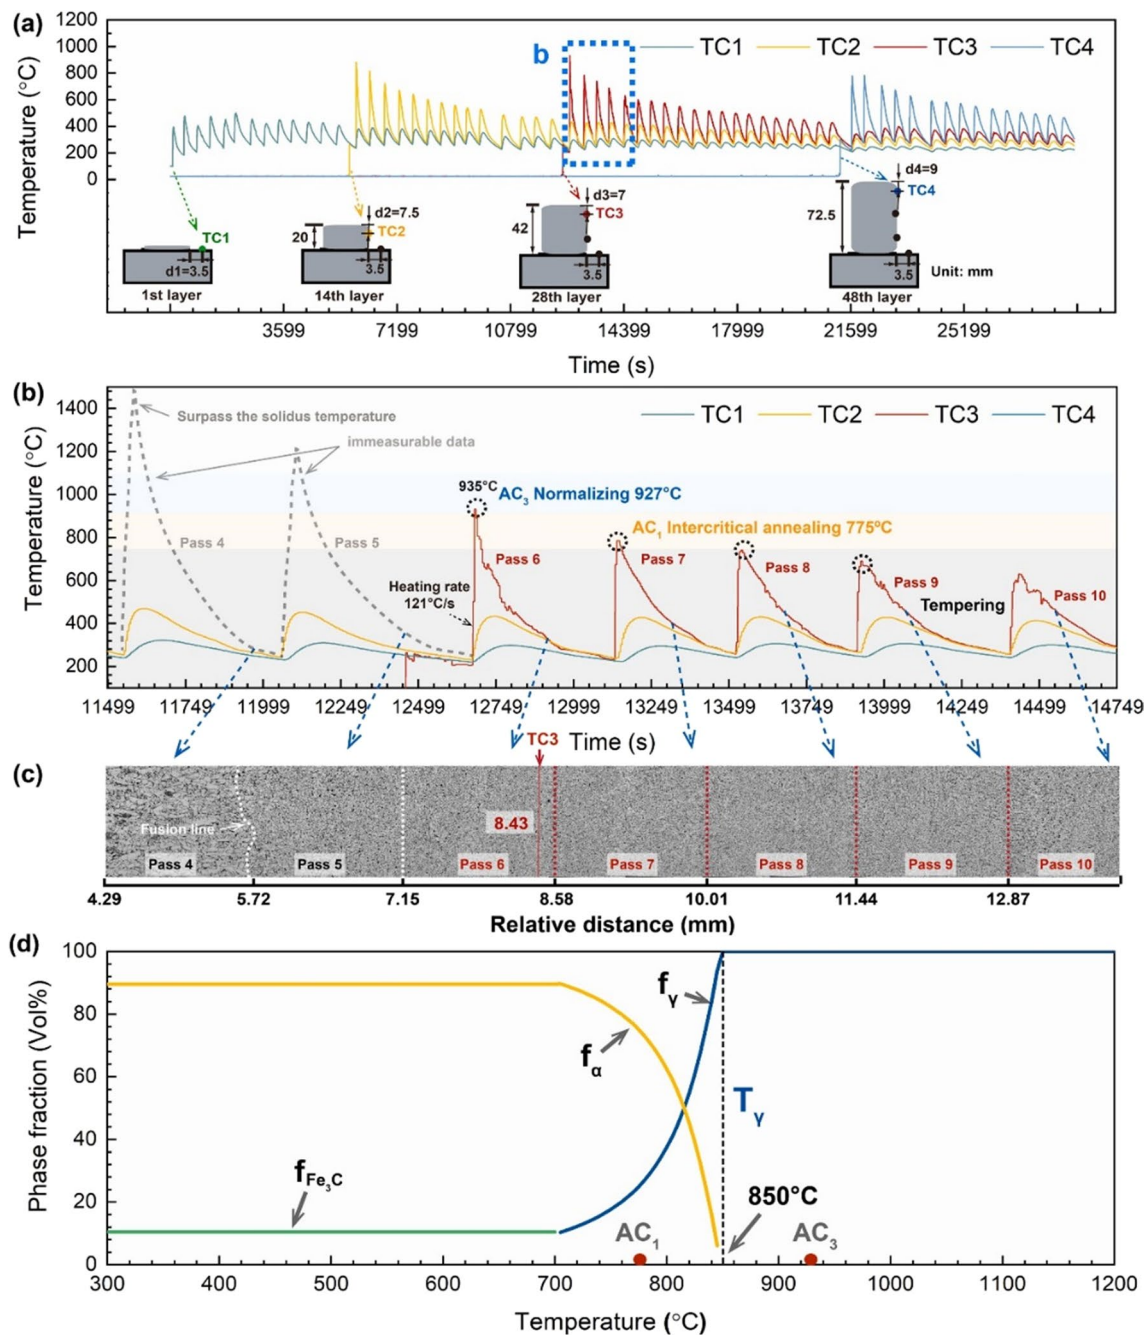 (a)
1200
1000
800
600
400
200
0
Temperature (°C)
b
TC1 TC2 TC3 TC4
TC1
d1=3.5
1st layer
d2=7.5
20
TC2
3.5
14th layer
d3=7
42
TC3
3.5
28th layer
d4=9
TC4
72.5
3.5
Unit: mm
48th layer
3599 7199 10799 14399 17999 21599 25199
Time (s)
(b)
1400
1200
1000
800
600
400
200
Temperature (°C)
TC1 TC2 TC3 TC4
Surpass the solidus temperature
immeasurable data
935°C
AC3 Normalizing 927°C
AC1 Intercritical annealing 775°C
Pass 4
Pass 5
Pass 6
Pass 7
Pass 8
Pass 9
Pass 10
Heating rate
121°C/s
Tempering
11499 11749 11999 12249 12499 12749 12999 13249 13499 13749 13999 14249 14499 14749
Time (s)
(c)
TC3
Fusion line
8.43
Pass 4 Pass 5 Pass 6 Pass 7 Pass 8 Pass 9 Pass 10
4.29 5.72 7.15 8.58 10.01 11.44 12.87
Relative distance (mm)
(d)
100
80
60
40
20
0
Phase fraction (Vol%)
fγ
fα
Tγ
fFe3C
850°C
AC1
AC3
300 400 500 600 700 800 900 1000 1100 1200
Temperature (°C)